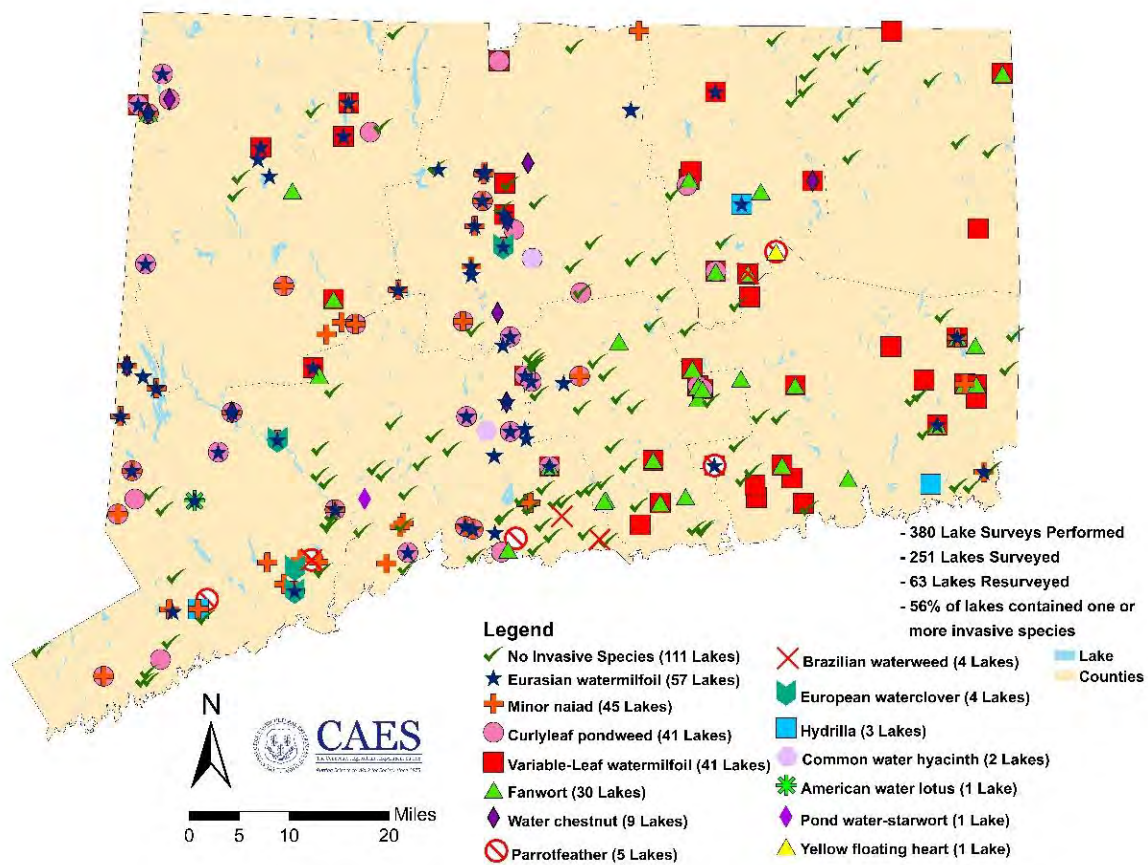 - 380 Lake Surveys Performed
- 251 Lakes Surveyed
- 63 Lakes Resurveyed
- 56% of lakes contained one or
more invasive species
Legend
No Invasive Species (111 Lakes)
Eurasian watermilfoil (57 Lakes)
Minor naiad (45 Lakes)
Curlyleaf pondweed (41 Lakes)
Variable-Leaf watermilfoil (41 Lakes)
Fanwort (30 Lakes)
Water chestnut (9 Lakes)
Parrotfeather (5 Lakes)
Brazilian waterweed (4 Lakes)
European waterclover (4 Lakes)
Hydrilla (3 Lakes)
Common water hyacinth (2 Lakes)
American water lotus (1 Lake)
Pond water-starwort (1 Lake)
Yellow floating heart (1 Lake)
Lake
Counties
N
CAES
Miles
0 5 10 20